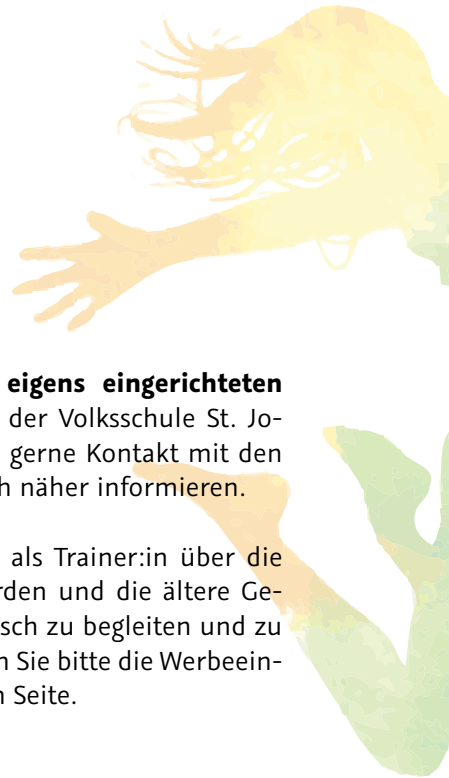 eigens eingerichteten
der Volksschule St. Jo-
gerne Kontakt mit den
h näher informieren.
als Trainer:in über die
rden und die ältere Ge-
sch zu begleiten und zu
n Sie bitte die Werbeein-
n Seite.